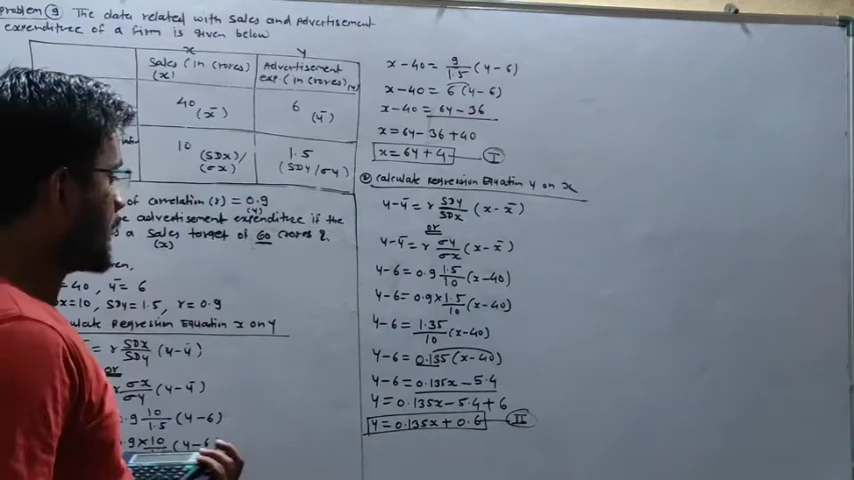 problem 9 The data related with sales and Advertisement
expenditure of a firm is given below
x y
Sales (in Crores) (x) Advertisement exp. (in Crores) (y)
40 (x̄) 6 (ȳ)
10 (SDx)/(σx) 1.5 (SDy/σy)
of correlation (r) = 0.9
(y)
advertisement expenditure if the
a sales target of 60 crores
(x)
=40, ȳ= 6
=10, SDy=1.5, r=0.9
Regression Equation x on y
= r SDx/SDy (y-ȳ)
or
r σx/σy (y-ȳ)
.9 10/1.5 (y-6)
.9×10 (y-6
x-40= 9/1.5 (y-6)
x-40= 6(y-6)
x-40= 6y-36
x=6y-36+40
x=6y+4 I
② Calculate Regression Equation y on x
y-ȳ= r SDy/SDx (x-x̄)
or
y-ȳ=r σy/σx (x-x̄)
y-6=0.9 1.5/10 (x-40)
y-6=0.9×1.5/10 (x-40)
y-6= 1.35/10 (x-40)
y-6= 0.135(x-40)
y-6= 0.135x-5.4
y= 0.135x-5.4+6
y=0.135x+0.6 II